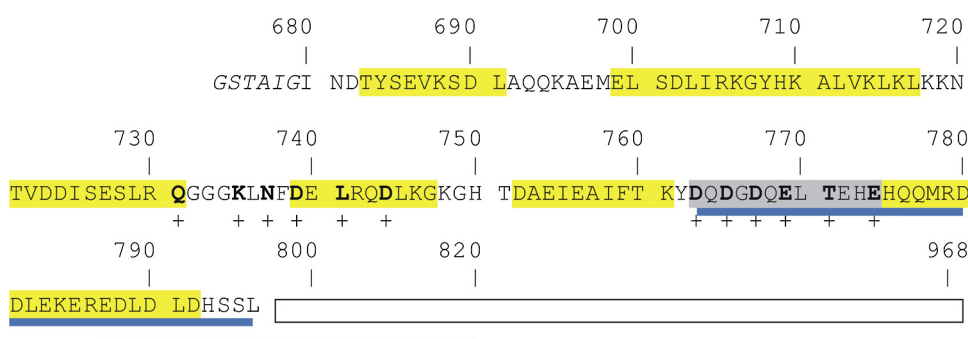 680 690 700 710 720
GSTAIGI NDTYSEVKSD LAQQKAEMEL SDLIRKGYHK ALVKLKLKKN
730 740 750 760 770 780
TVDDISESLR QGGGKLNFDE LRQDLKGKGH TDAEIEAIFT KYDQDGDQEL TEHEHQQMRD
+ + + + + + + + + + + +
790 800 820 968
DLEKEREDLD LDHSSL